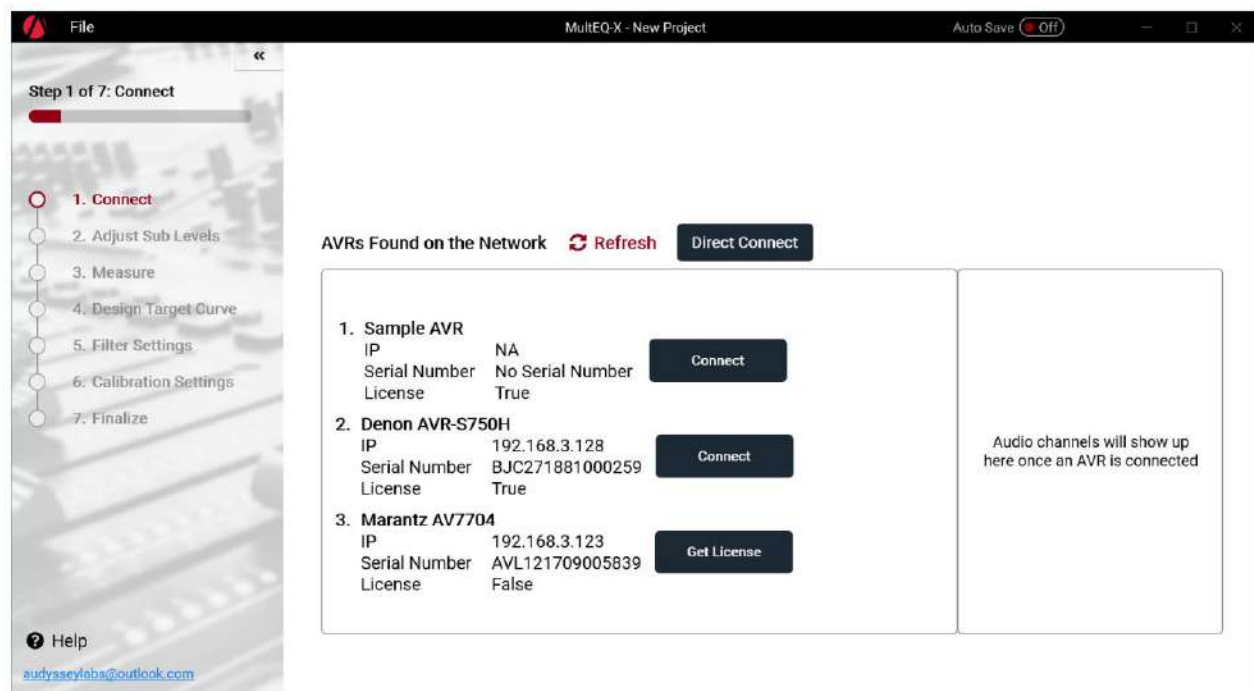 File
MultEQ-X - New Project
Auto Save Off
«
Step 1 of 7: Connect
1. Connect
2. Adjust Sub Levels
3. Measure
4. Design Target Curve
5. Filter Settings
6. Calibration Settings
7. Finalize
? Help
audysseylabs@outlook.com
AVRs Found on the Network Refresh Direct Connect
1. Sample AVR
IP NA
Serial Number No Serial Number
License True
Connect
2. Denon AVR-S750H
IP 192.168.3.128
Serial Number BJC271881000259
License True
Connect
3. Marantz AV7704
IP 192.168.3.123
Serial Number AVL121709005839
License False
Get License
Audio channels will show up
here once an AVR is connected